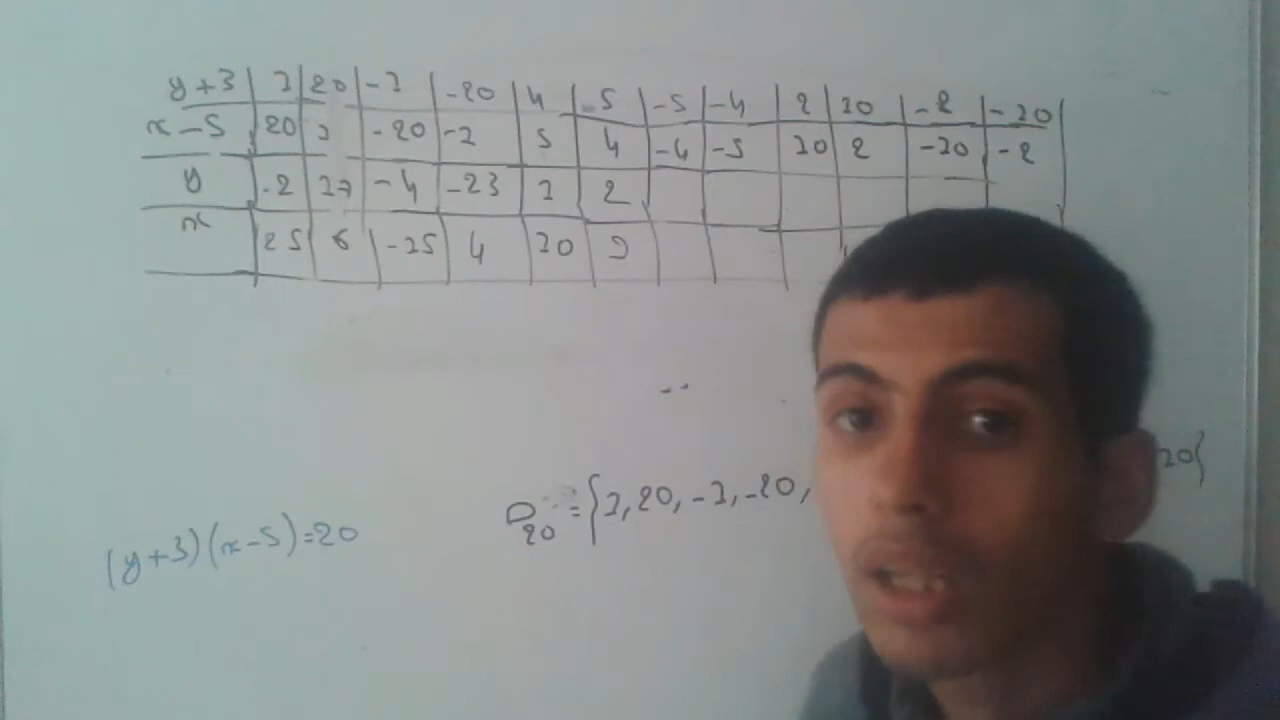 y+3 1 20 -1 -20 4 5 -5 -4 2 10 -2 -10
x-5 20 1 -20 -1 5 4 -4 -5 10 2 -10 -2
y -2 17 -4 -23 1 2
x 25 6 -15 4 10 9
D20 = {1, 20, -1, -20, 10}
(y+3)(x-5)=20